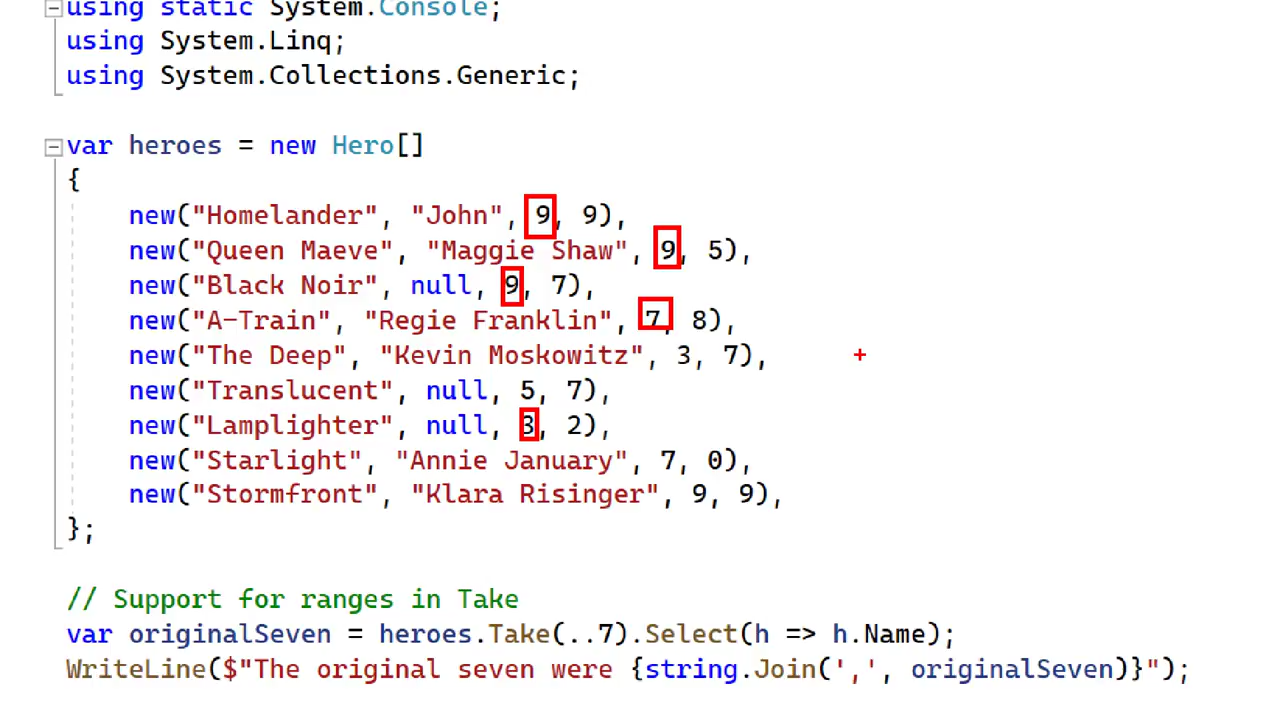 using static System.Console;
using System.Linq;
using System.Collections.Generic;
var heroes = new Hero[]
{
new("Homelander", "John", 9, 9),
new("Queen Maeve", "Maggie Shaw", 9, 5),
new("Black Noir", null, 9, 7),
new("A-Train", "Regie Franklin", 7, 8),
new("The Deep", "Kevin Moskowitz", 3, 7),
new("Translucent", null, 5, 7),
new("Lamplighter", null, 3, 2),
new("Starlight", "Annie January", 7, 0),
new("Stormfront", "Klara Risinger", 9, 9),
};
// Support for ranges in Take
var originalSeven = heroes.Take(..7).Select(h => h.Name);
WriteLine($"The original seven were {string.Join(',', originalSeven)}");